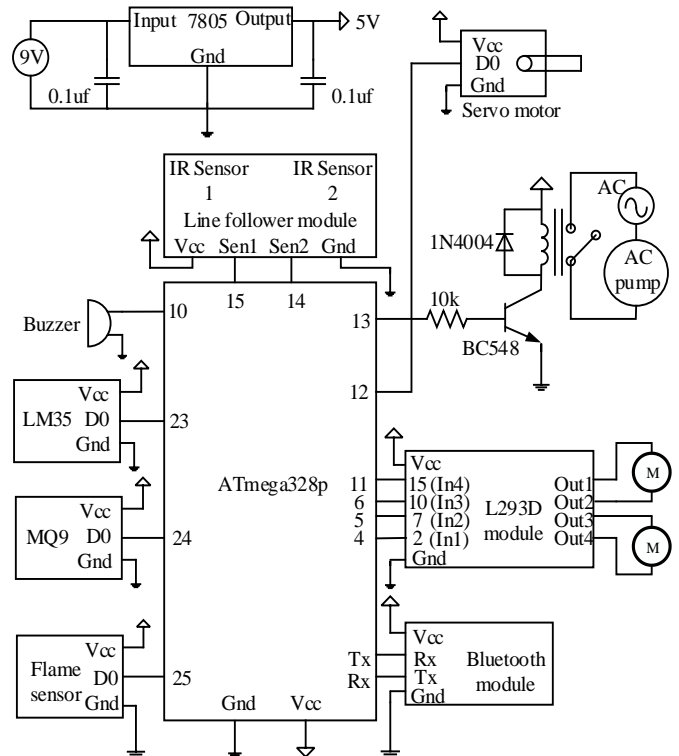 Input 7805 Output
5V
9V
Gnd
0.1uf
0.1uf
Vcc
D0
Gnd
Servo motor
IR Sensor
1
IR Sensor
2
Line follower module
Vcc Sen1 Sen2 Gnd
15
14
AC
AC
pump
1N4004
10k
BC548
Buzzer
10
13
12
Vcc
LM35 D0
Gnd
23
ATmega328p
11
6
5
4
Vcc
15 (In4)
10 (In3)
7 (In2)
2 (In1)
Gnd
L293D
module
Out1
Out2
Out3
Out4
M
M
Vcc
MQ9 D0
Gnd
24
Vcc
Flame
sensor
D0
Gnd
25
Tx
Rx
Vcc
Rx
Tx
Gnd
Bluetooth
module
Gnd
Vcc